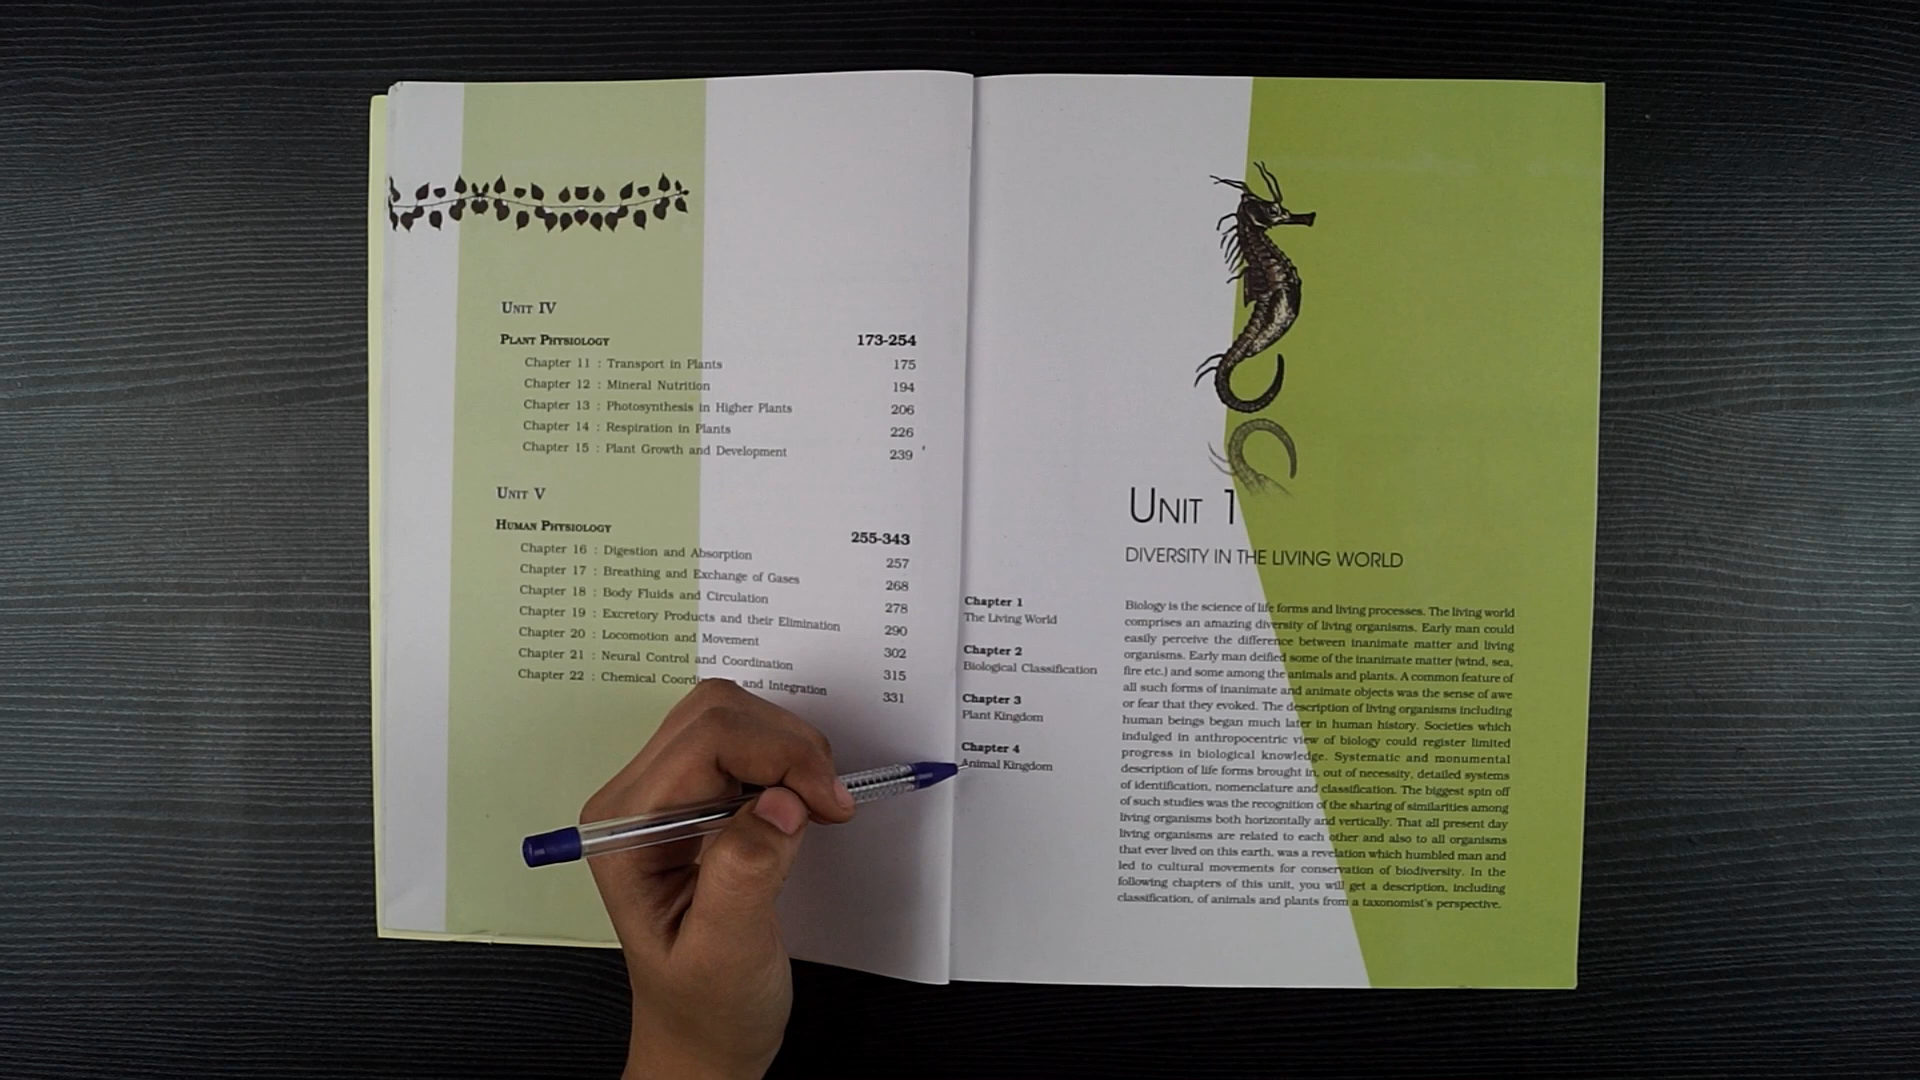 Unit IV
Plant Physiology 173-254
Chapter 11 : Transport in Plants 175
Chapter 12 : Mineral Nutrition 194
Chapter 13 : Photosynthesis in Higher Plants 206
Chapter 14 : Respiration in Plants 226
Chapter 15 : Plant Growth and Development 239
Unit V
Human Physiology 255-343
Chapter 16 : Digestion and Absorption 257
Chapter 17 : Breathing and Exchange of Gases 268
Chapter 18 : Body Fluids and Circulation 278
Chapter 19 : Excretory Products and their Elimination 290
Chapter 20 : Locomotion and Movement 302
Chapter 21 : Neural Control and Coordination 315
Chapter 22 : Chemical and Integration 331
Unit 1
DIVERSITY IN THE LIVING WORLD
Chapter 1
The Living World
Chapter 2
Biological Classification
Chapter 3
Plant Kingdom
Chapter 4
Animal Kingdom
Biology is the science of life forms and living processes. The living world
comprises an amazing diversity of living organisms. Early man could
easily perceive the difference between inanimate matter and living
organisms. Early man deified some of the inanimate matter (wind, sea,
fire etc.) and some among the animals and plants. A common feature of
all such forms of inanimate and animate objects was the sense of awe
or fear that they evoked. The description of living organisms including
human beings began much later in human history. Societies which
indulged in anthropocentric view of biology could register limited
progress in biological knowledge. Systematic and monumental
description of life forms brought in, out of necessity, detailed systems
of identification, nomenclature and classification. The biggest spin off
of such studies was the recognition of the sharing of similarities among
living organisms both horizontally and vertically. That all present day
living organisms are related to each other and also to all organisms
that ever lived on this earth, was a revelation which humbled man and
led to cultural movements for conservation of biodiversity. In the
following chapters of this unit, you will get a description, including
classification, of animals and plants from a taxonomist's perspective.